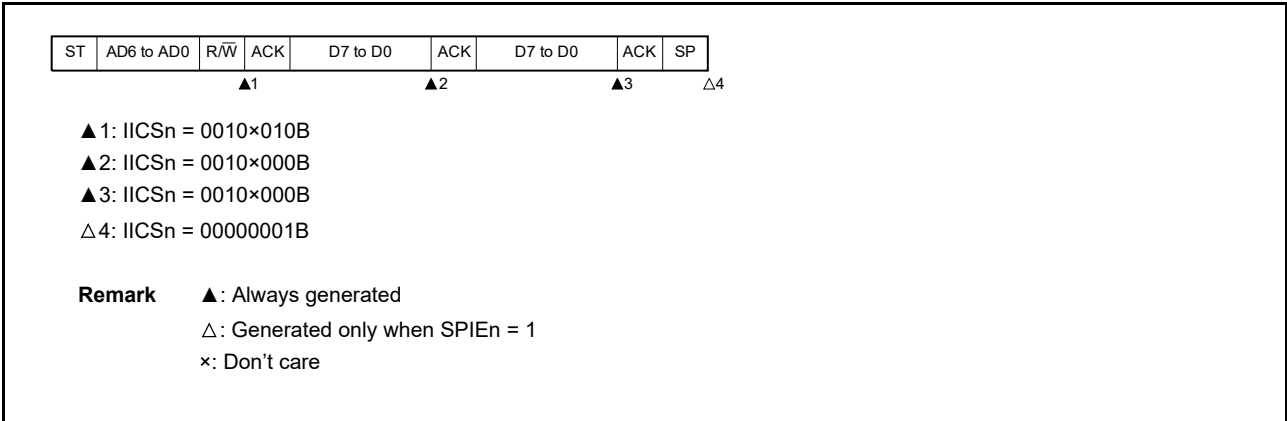 ST AD6 to AD0 R/W̅ ACK D7 to D0 ACK D7 to D0 ACK SP
▲1 ▲2 ▲3 △4
▲1: IICSn = 0010×010B
▲2: IICSn = 0010×000B
▲3: IICSn = 0010×000B
△4: IICSn = 00000001B
Remark ▲: Always generated
△: Generated only when SPIEn = 1
×: Don't care